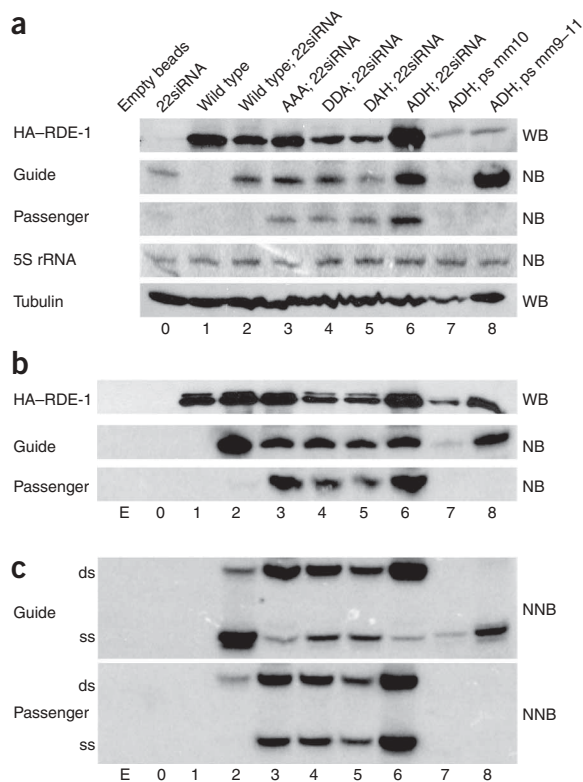 a
Empty beads
22siRNA
Wild type
Wild type; 22siRNA
AAA; 22siRNA
DDA; 22siRNA
DAH; 22siRNA
ADH; 22siRNA
ADH; ps mm10
ADH; ps mm9–11
HA–RDE-1 WB
Guide NB
Passenger NB
5S rRNA NB
Tubulin WB
0 1 2 3 4 5 6 7 8
b
HA–RDE-1 WB
Guide NB
Passenger NB
E 0 1 2 3 4 5 6 7 8
c
ds
Guide NNB
ss
ds
Passenger NNB
ss
E 0 1 2 3 4 5 6 7 8